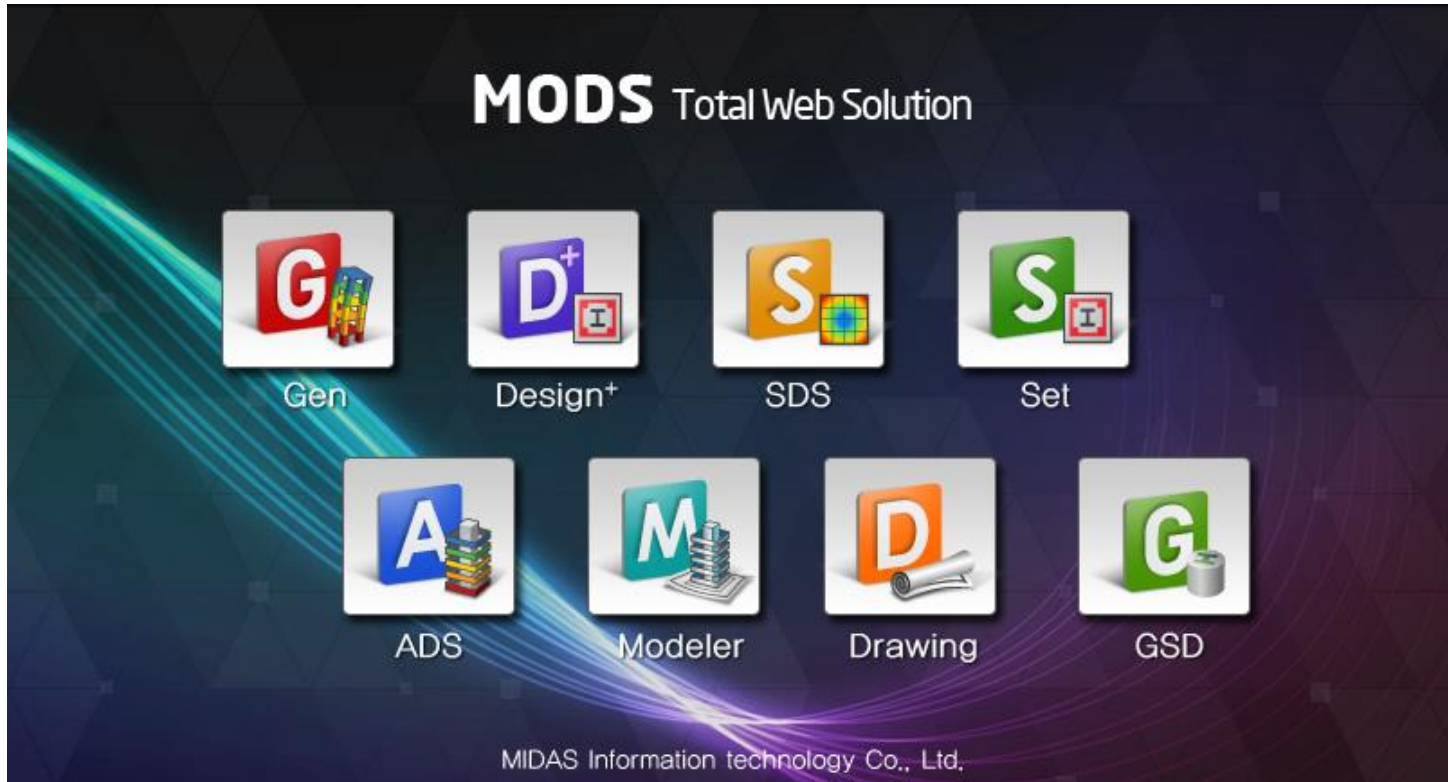 MODS Total Web Solution
G D+ S S
Gen Design+ SDS Set
A M D G
ADS Modeler Drawing GSD
MIDAS Information technology Co., Ltd.